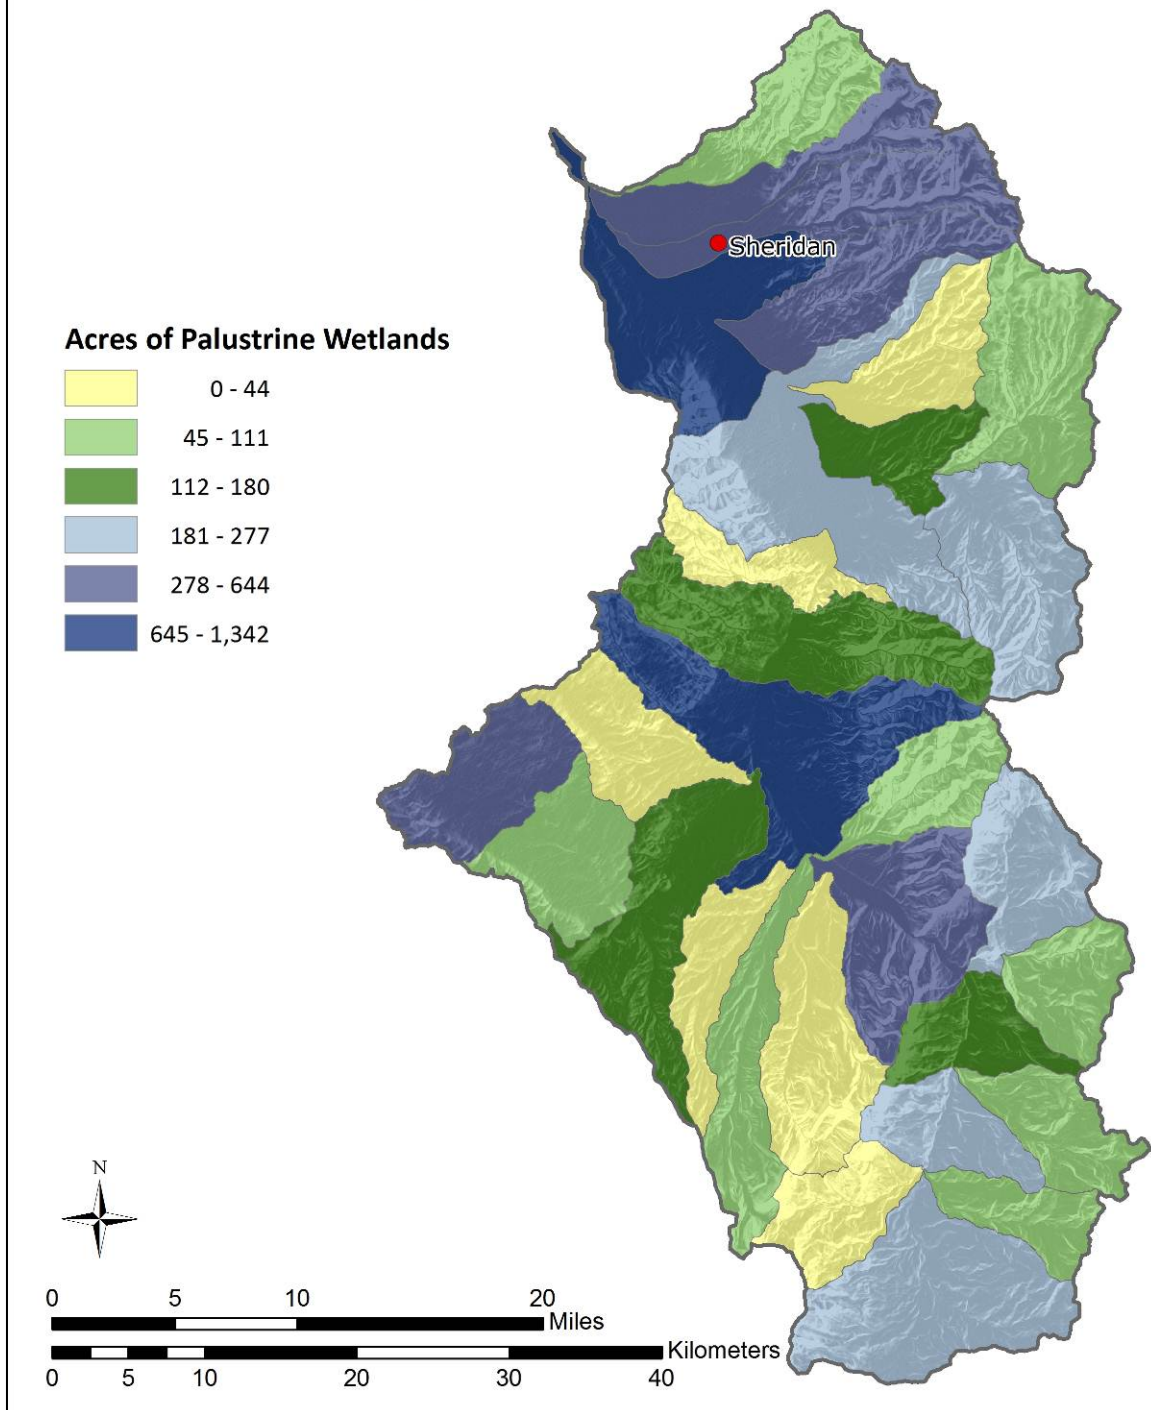 Sheridan
Acres of Palustrine Wetlands
0 - 44
45 - 111
112 - 180
181 - 277
278 - 644
645 - 1,342
N
0 5 10 20
Miles
Kilometers
0 5 10 20 30 40